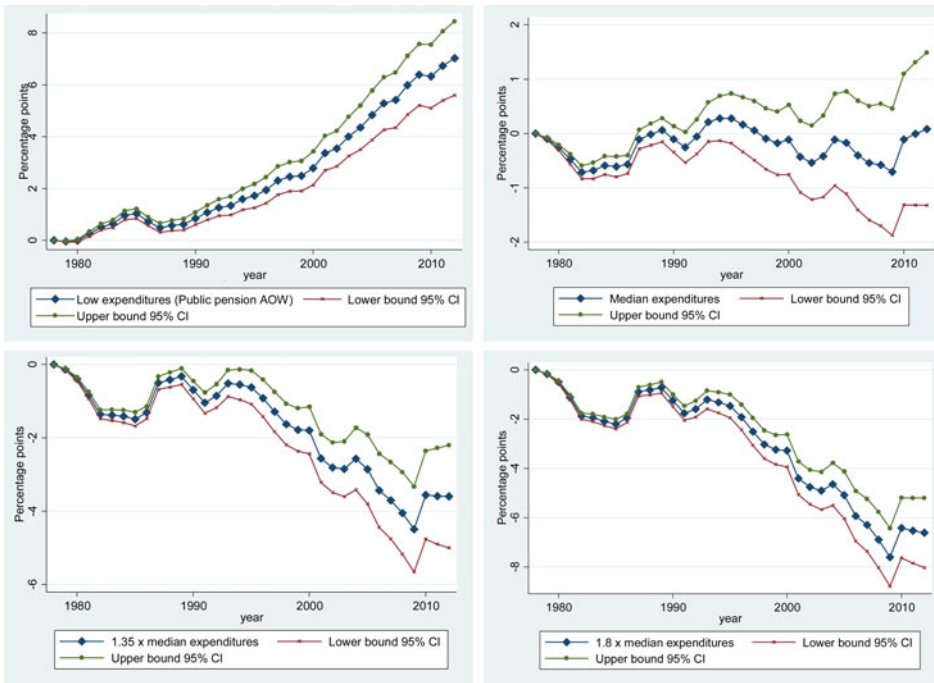 Percentage points
8
6
4
2
0
1980
1990
2000
2010
year
Low expenditures (Public pension AOW)
Lower bound 95% CI
Upper bound 95% CI
Percentage points
2
1
0
-1
-2
1980
1990
2000
2010
year
Median expenditures
Lower bound 95% CI
Upper bound 95% CI
Percentage points
0
-2
-4
-6
1980
1990
2000
2010
year
1.35 x median expenditures
Lower bound 95% CI
Upper bound 95% CI
Percentage points
0
-2
-4
-6
-8
1980
1990
2000
2010
year
1.8 x median expenditures
Lower bound 95% CI
Upper bound 95% CI